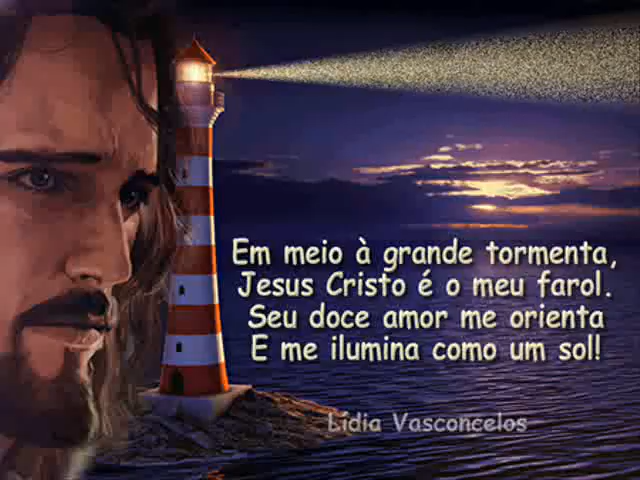 Em meio à grande tormenta,
Jesus Cristo é o meu farol.
Seu doce amor me orienta
E me ilumina como um sol!
Lídia Vasconcelos